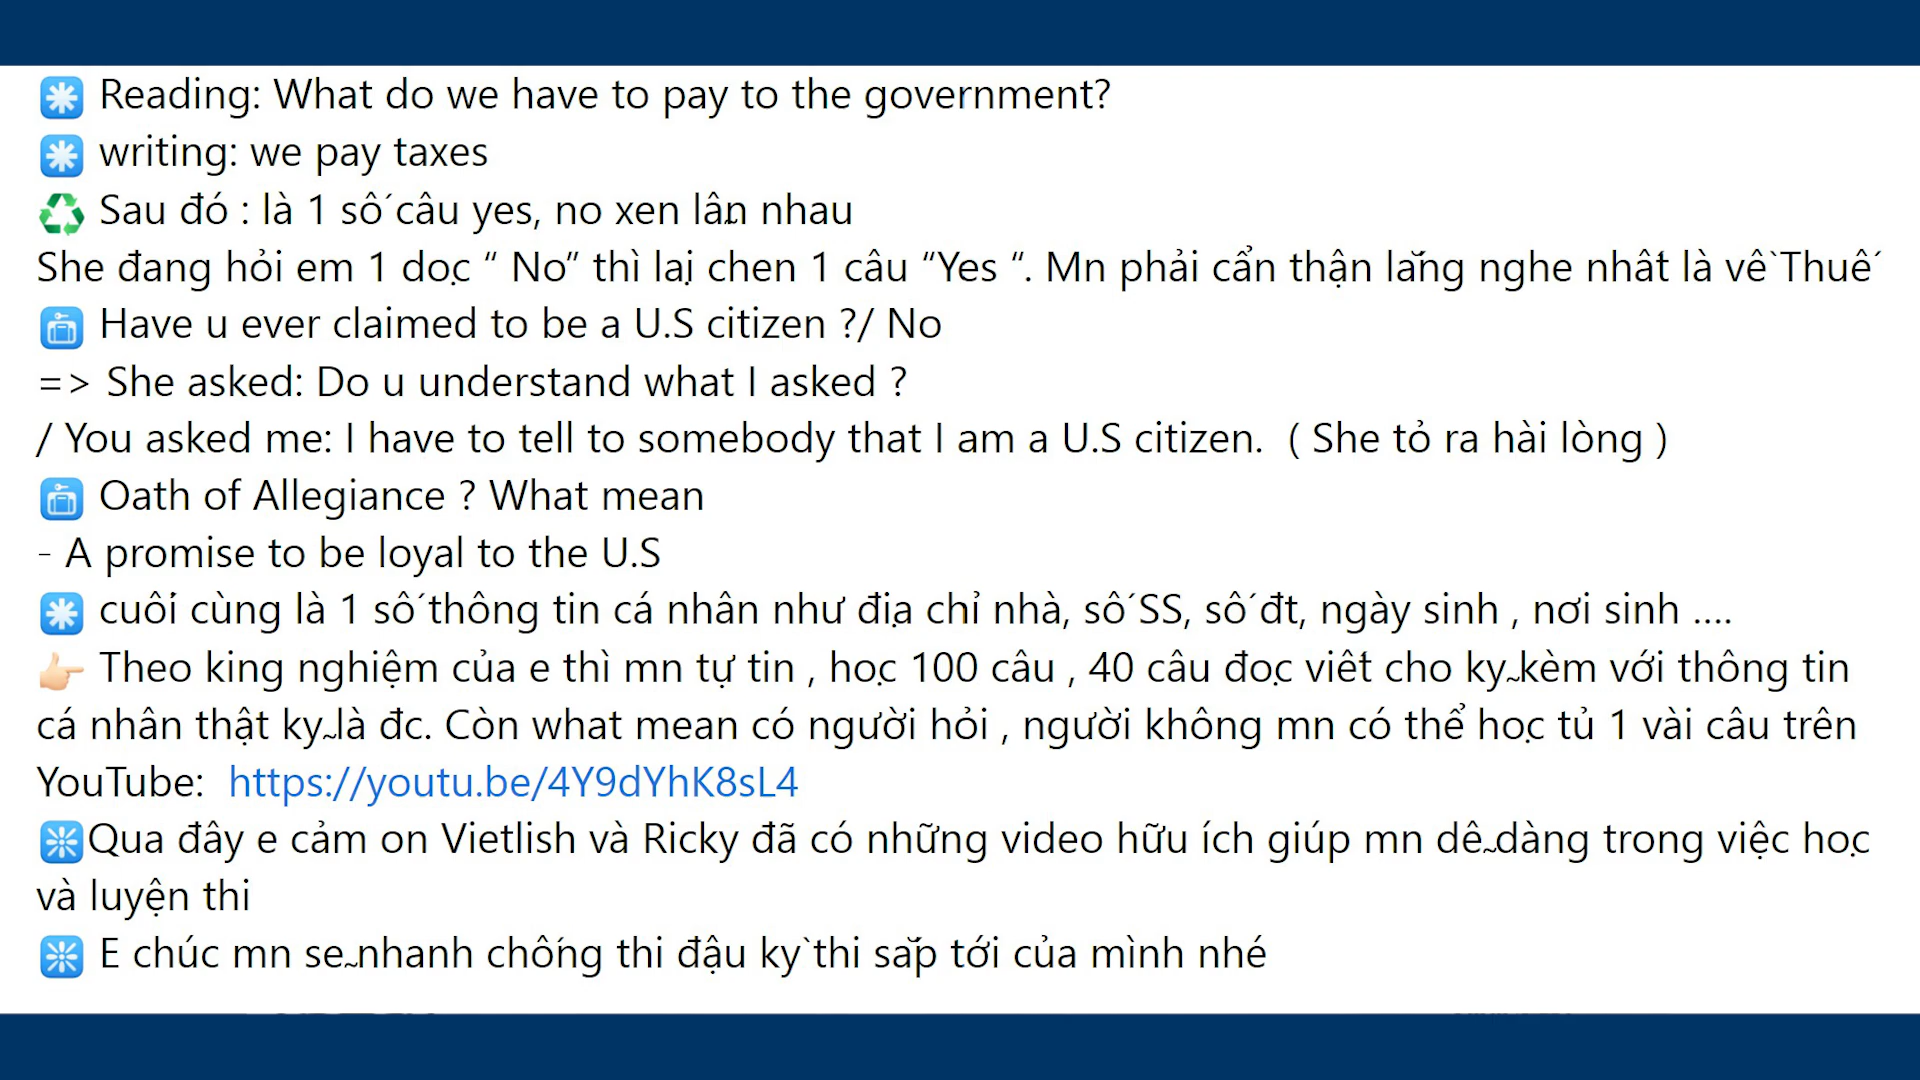 Reading: What do we have to pay to the government?
writing: we pay taxes
Sau đó : là 1 số câu yes, no xen lẫn nhau
She đang hỏi em 1 dọc “ No” thì lại chen 1 câu “Yes “. Mn phải cẩn thận lắng nghe nhất là về Thuế
Have u ever claimed to be a U.S citizen ?/ No
=> She asked: Do u understand what I asked ?
/ You asked me: I have to tell to somebody that I am a U.S citizen.  ( She tỏ ra hài lòng )
Oath of Allegiance ? What mean
- A promise to be loyal to the U.S
cuối cùng là 1 số thông tin cá nhân như địa chỉ nhà, số SS, số đt, ngày sinh , nơi sinh ....
Theo king nghiệm của e thì mn tự tin , học 100 câu , 40 câu đọc viết cho kỹ kèm với thông tin
cá nhân thật kỹ là đc. Còn what mean có người hỏi , người không mn có thể học tủ 1 vài câu trên
YouTube:  https://youtu.be/4Y9dYhK8sL4
Qua đây e cảm on Vietlish và Ricky đã có những video hữu ích giúp mn dễ dàng trong việc học
và luyện thi
E chúc mn sẽ nhanh chống thi đậu kỳ thi sắp tới của mình nhé